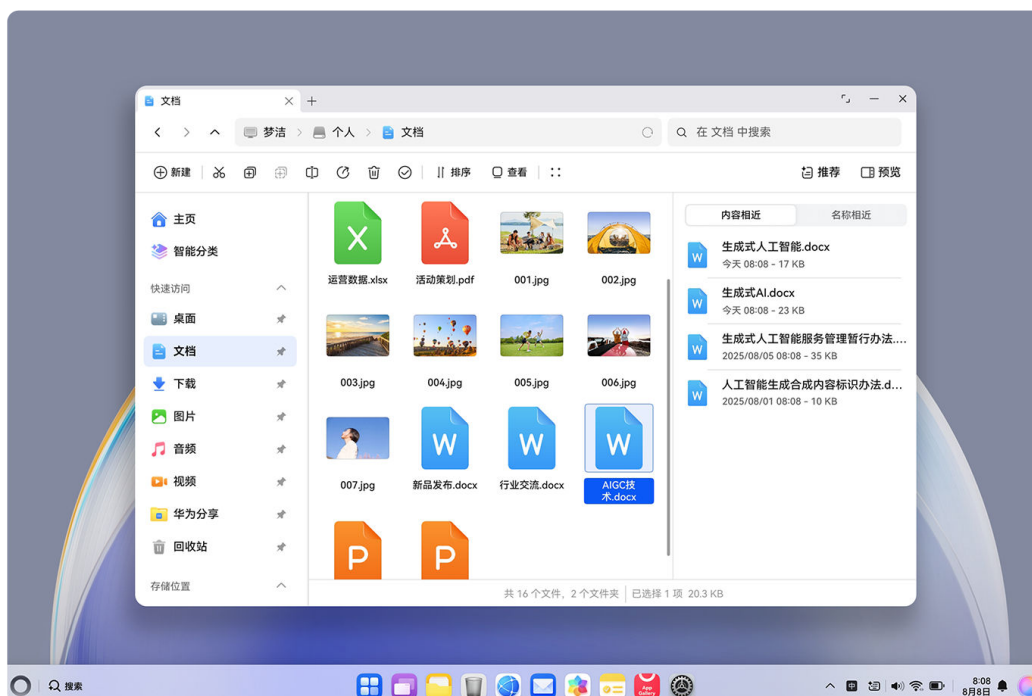 文档
梦洁
个人
文档
在 文档 中搜索
新建
排序
查看
推荐
预览
主页
智能分类
快速访问
桌面
文档
下载
图片
音频
视频
华为分享
回收站
存储位置
X
运营数据.xlsx
活动策划.pdf
001.jpg
002.jpg
003.jpg
004.jpg
005.jpg
006.jpg
007.jpg
W
新品发布.docx
W
行业交流.docx
W
AIGC技
术.docx
P
P
内容相近
名称相近
W
生成式人工智能.docx
今天 08:08 - 17 KB
W
生成式AI.docx
今天 08:08 - 23 KB
W
生成式人工智能服务管理暂行办法....
2025/08/05 08:08 - 35 KB
W
人工智能生成合成内容标识办法.d...
2025/08/01 08:08 - 10 KB
共 16 个文件，2 个文件夹
已选择 1 项 20.3 KB
搜索
App
Gallery
中
8:08
8月8日